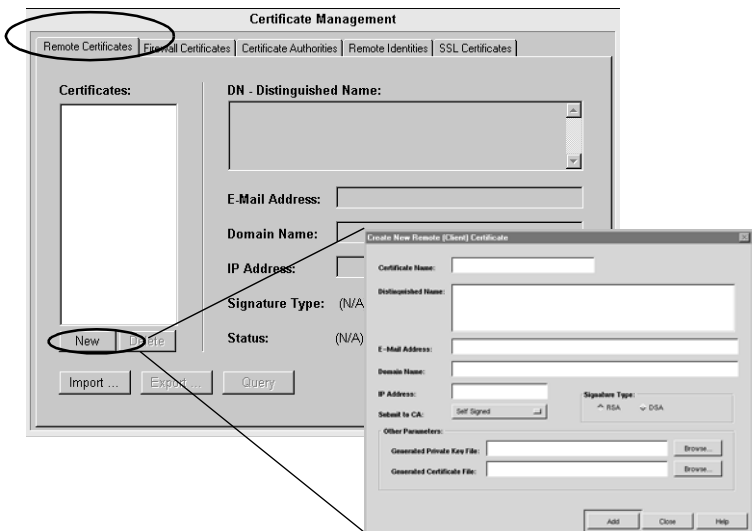 Certificate Management
Remote Certificates Firewall Certificates Certificate Authorities Remote Identities SSL Certificates
Certificates: DN - Distinguished Name:
E-Mail Address:
Domain Name:
IP Address:
Signature Type: (N/A
Status: (N/A)
New Delete
Import ... Export ... Query
Create New Remote (Client) Certificate
Certificate Name:
Distinguished Name:
E-Mail Address:
Domain Name:
IP Address:
Signature Type:
RSA DSA
Submit to CA: Self Signed
Other Parameters:
Generated Private Key File: Browse...
Generated Certificate File: Browse...
Add Close Help